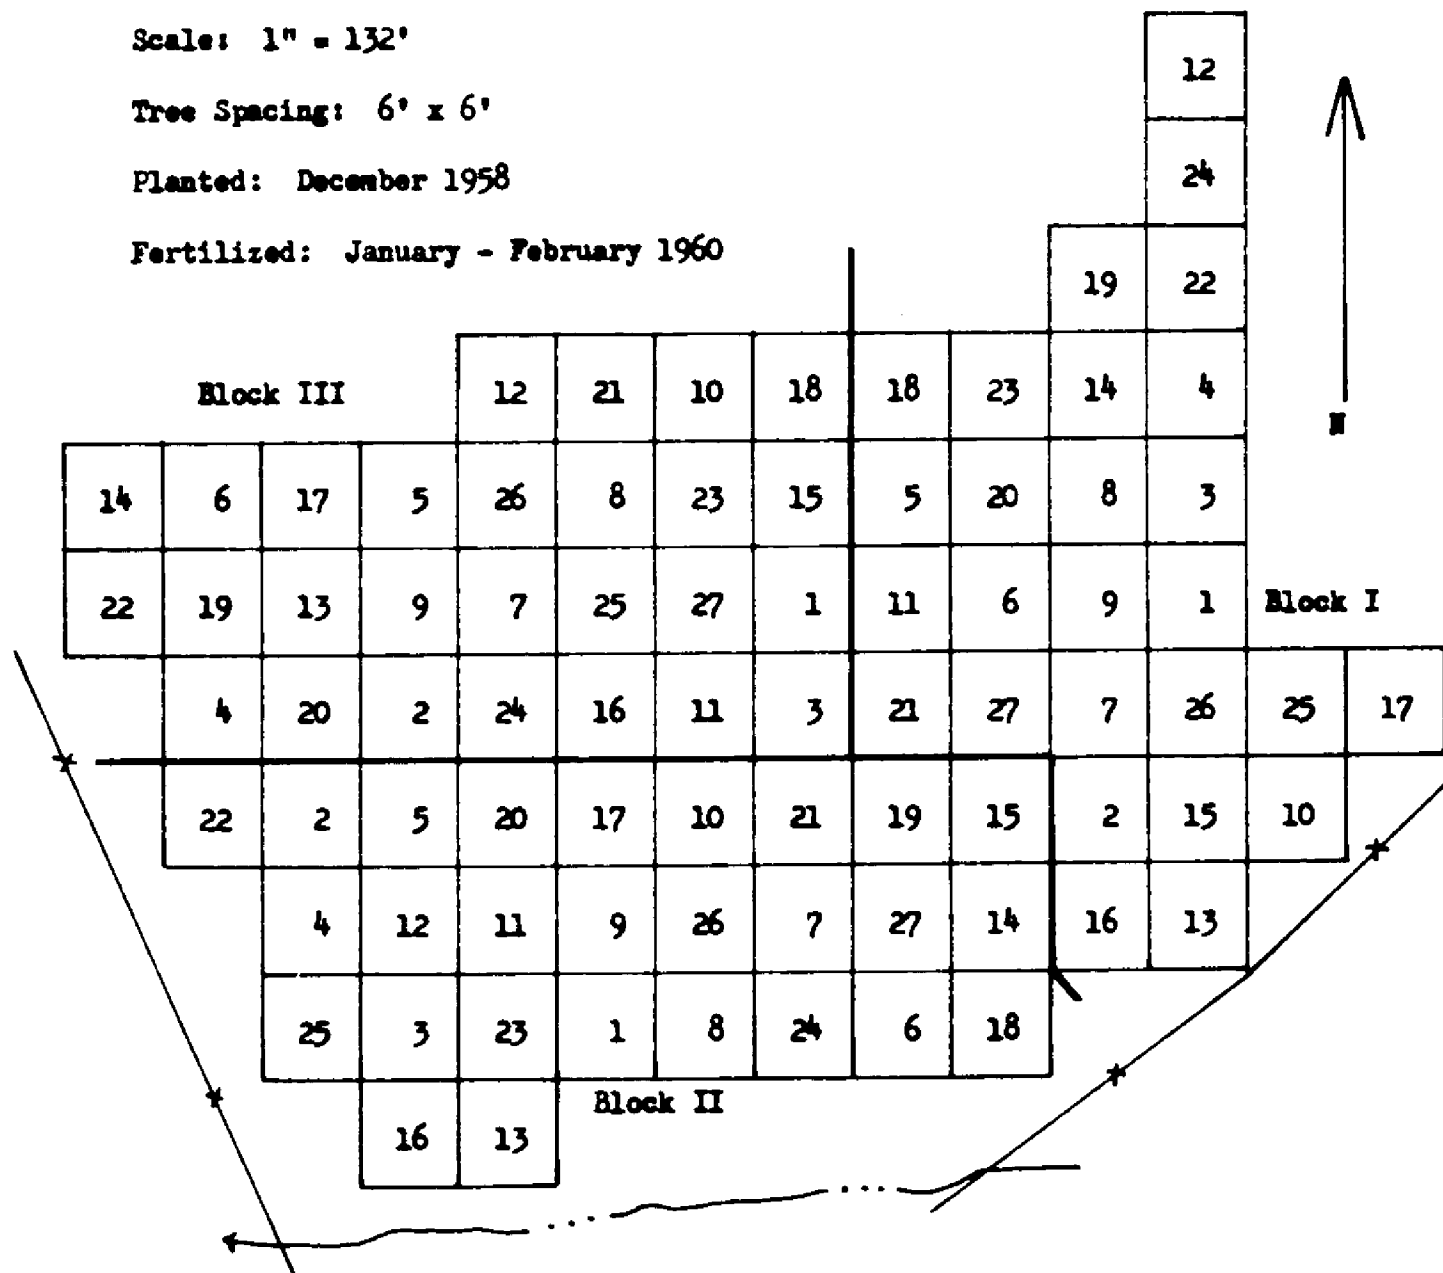 Scale: 1" = 132'
12
Tree Spacing: 6' x 6'
24
Planted: December 1958
Fertilized: January - February 1960
19 22
Block III 12 21 10 18 18 23 14 4
N
14 6 17 5 26 8 23 15 5 20 8 3
22 19 13 9 7 25 27 1 11 6 9 1 Block I
4 20 2 24 16 11 3 21 27 7 26 25 17
22 2 5 20 17 10 21 19 15 2 15 10
4 12 11 9 26 7 27 14 16 13
25 3 23 1 8 24 6 18
Block II
16 13